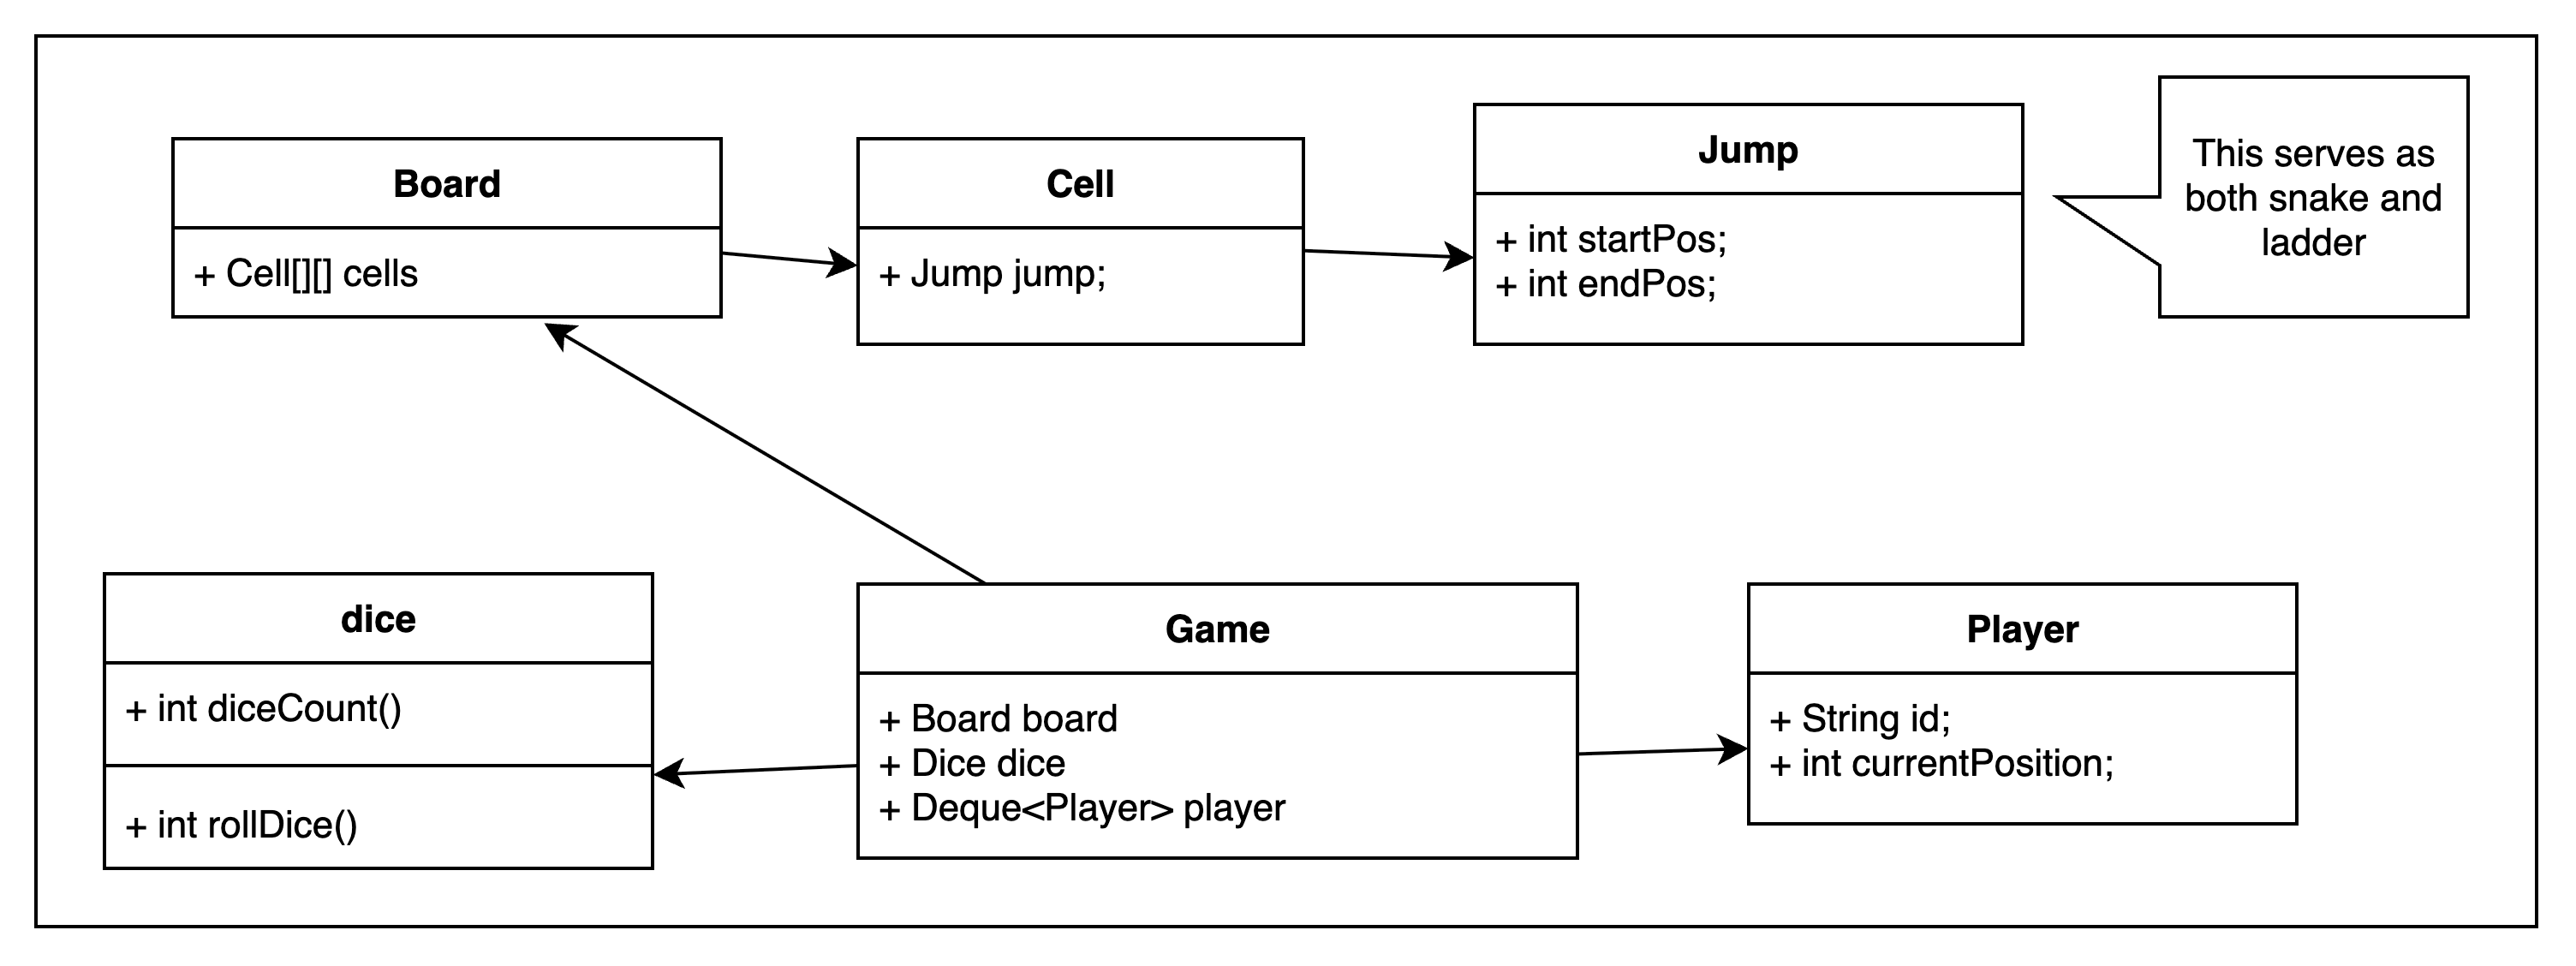 Board
+ Cell[][] cells
Cell
+ Jump jump;
Jump
+ int startPos;
+ int endPos;
This serves as
both snake and
ladder
dice
+ int diceCount()
+ int rollDice()
Game
+ Board board
+ Dice dice
+ Deque<Player> player
Player
+ String id;
+ int currentPosition;